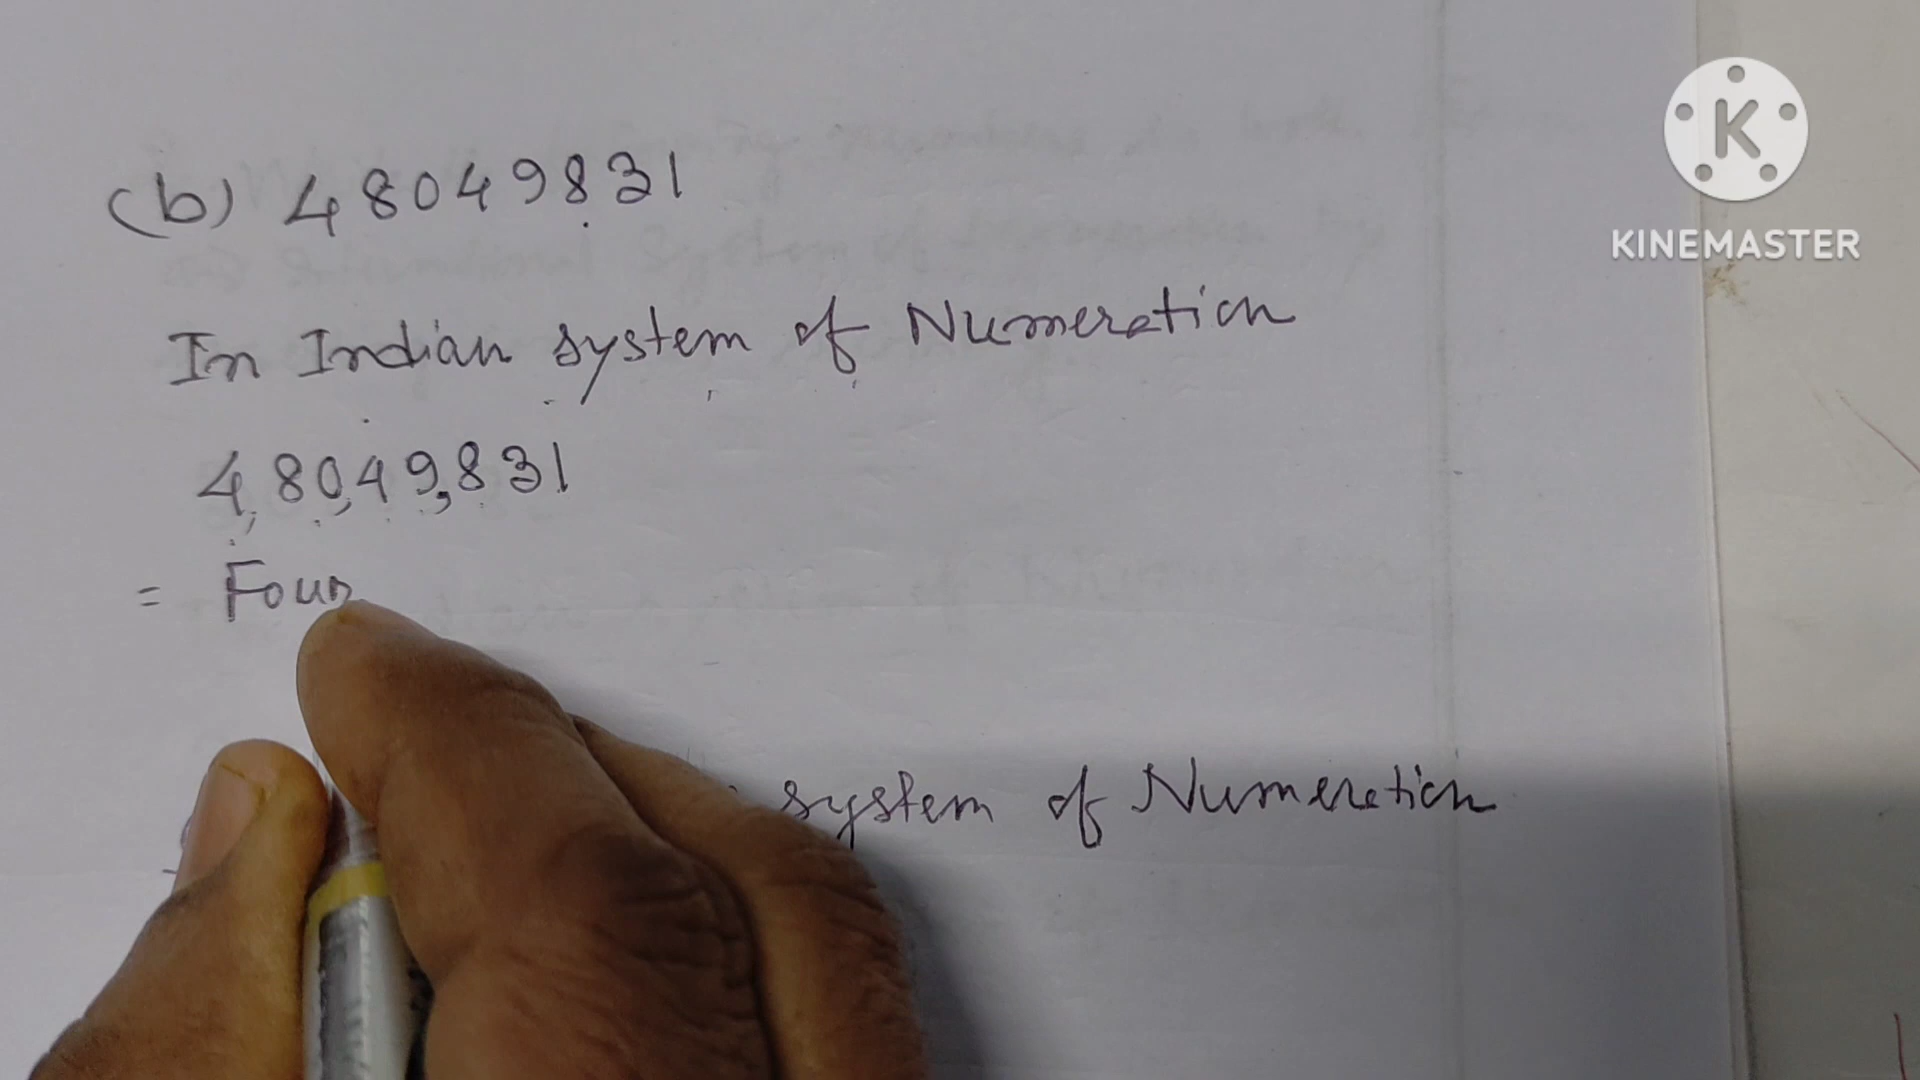 (b) 48049831
KINEMASTER
In Indian system of Numeration
4,80,49,831
= Four
system of Numeration